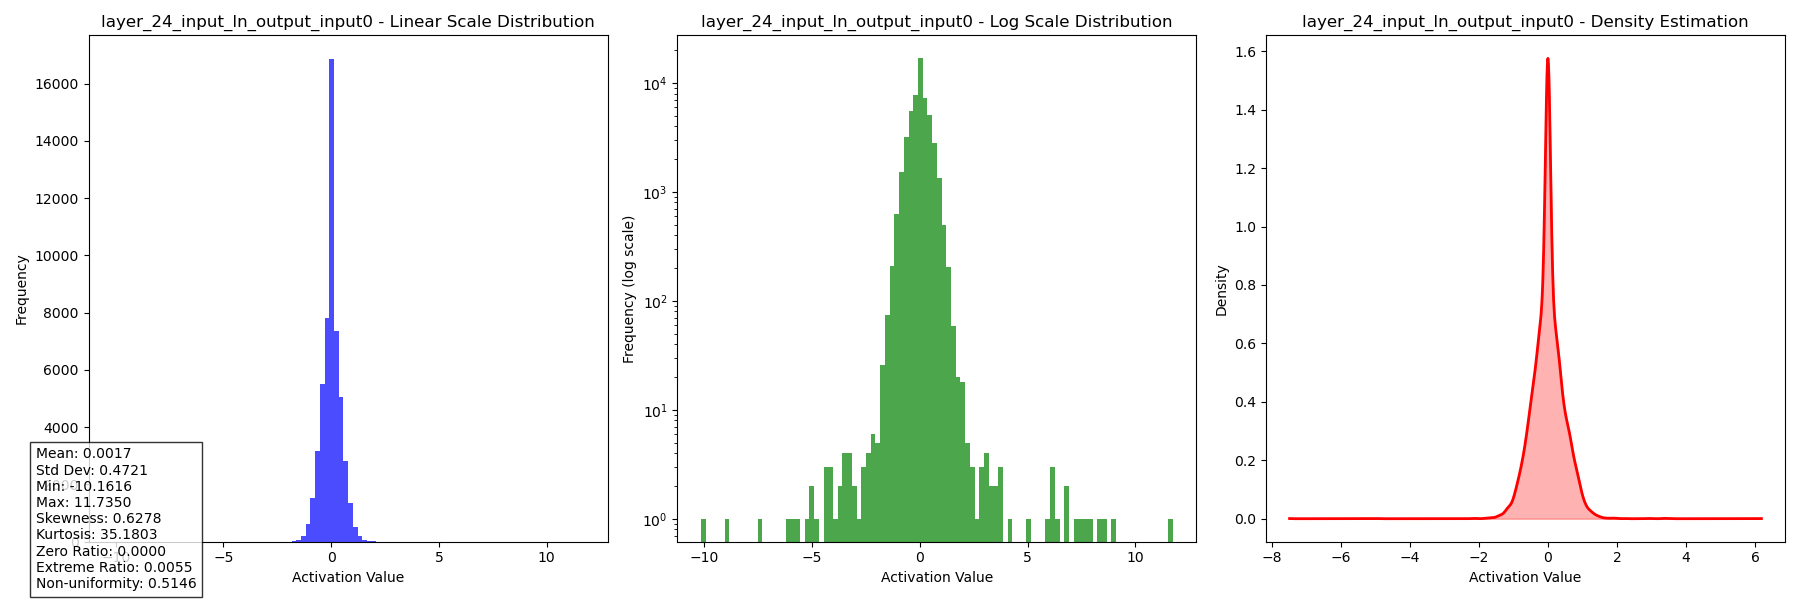 layer_24_input_ln_output_input0 - Linear Scale Distribution
16000
14000
12000
10000
8000
6000
4000
Frequency
−5
0
5
10
Activation Value
Mean: 0.0017
Std Dev: 0.4721
Min: -10.1616
Max: 11.7350
Skewness: 0.6278
Kurtosis: 35.1803
Zero Ratio: 0.0000
Extreme Ratio: 0.0055
Non-uniformity: 0.5146
layer_24_input_ln_output_input0 - Log Scale Distribution
10⁴
10³
10²
10¹
10⁰
Frequency (log scale)
−10
−5
0
5
10
Activation Value
layer_24_input_ln_output_input0 - Density Estimation
1.6
1.4
1.2
1.0
0.8
0.6
0.4
0.2
0.0
Density
−8
−6
−4
−2
0
2
4
6
Activation Value